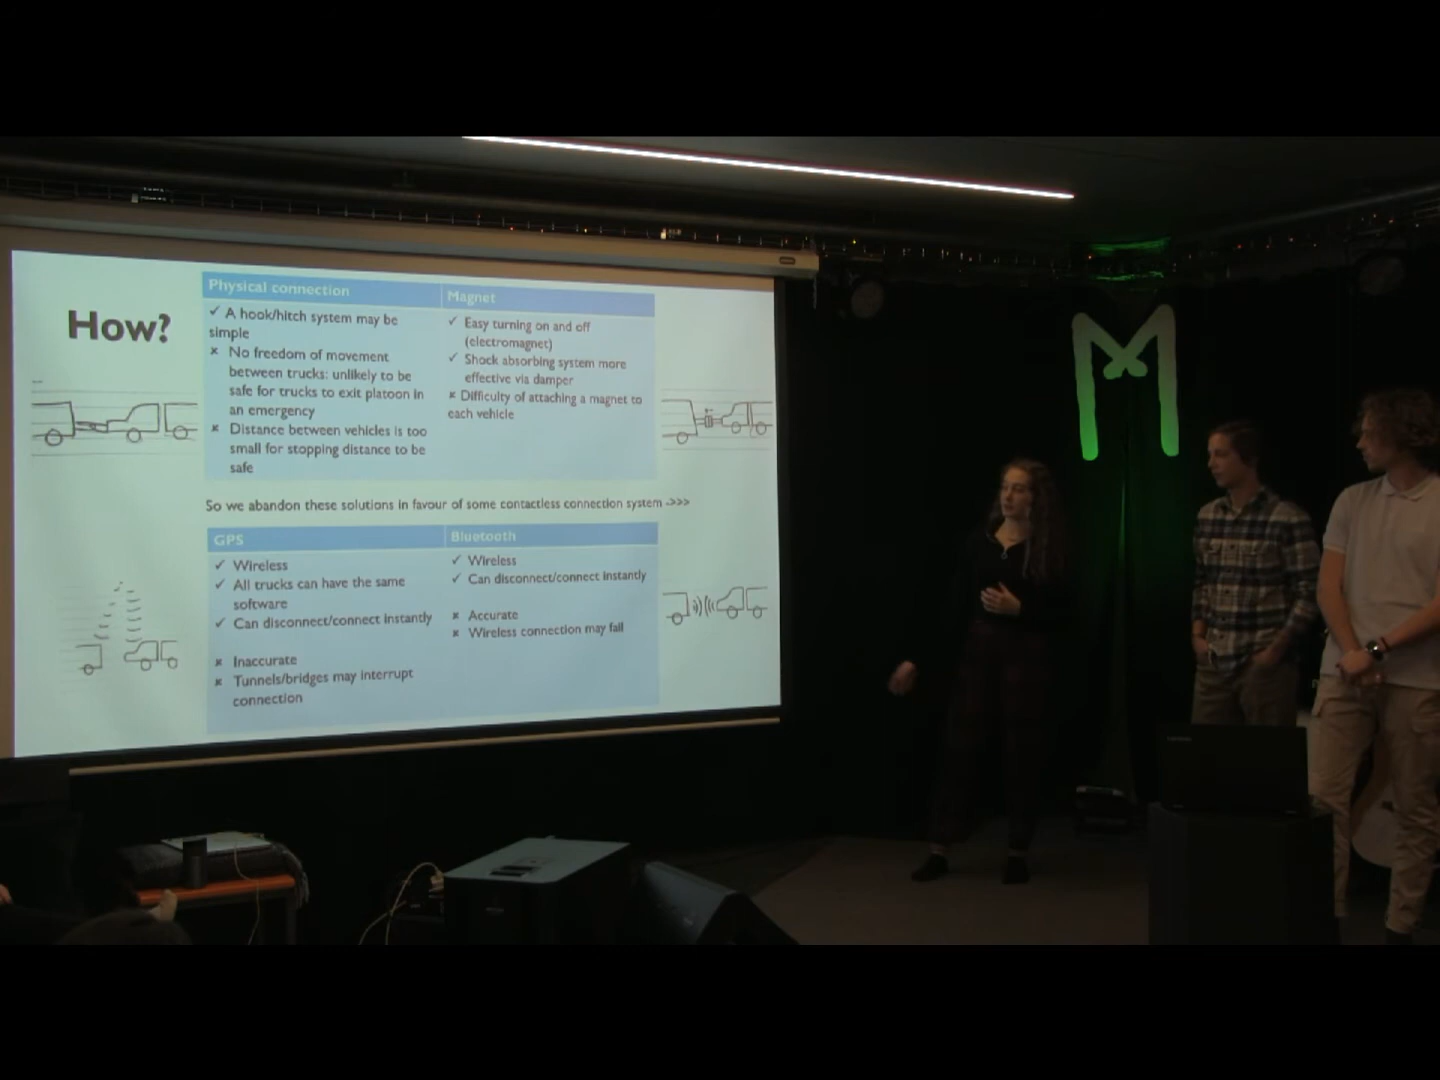 How?
Physical connection
✓ A hook/hitch system may be
simple
× No freedom of movement
between trucks: unlikely to be
safe for trucks to exit platoon in
an emergency
× Distance between vehicles is too
small for stopping distance to be
safe
Magnet
✓ Easy turning on and off
(electromagnet)
✓ Shock absorbing system more
effective via damper
× Difficulty of attaching a magnet to
each vehicle
So we abandon these solutions in favour of some contactless connection system ->>>
GPS
✓ Wireless
✓ All trucks can have the same
software
✓ Can disconnect/connect instantly
× Inaccurate
× Tunnels/bridges may interrupt
connection
Bluetooth
✓ Wireless
✓ Can disconnect/connect instantly
× Accurate
× Wireless connection may fail